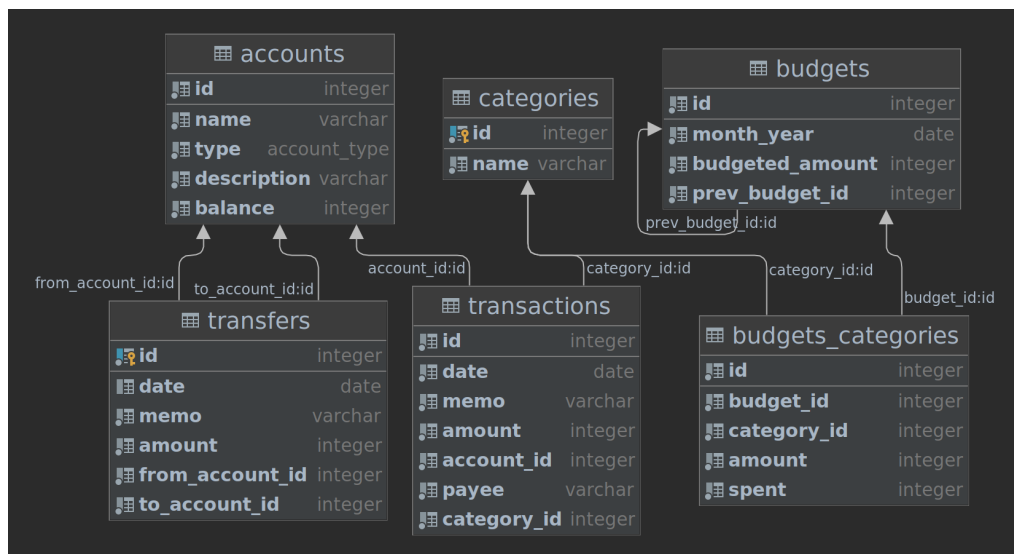 accounts
id integer
name varchar
type account_type
description varchar
balance integer
categories
id integer
name varchar
budgets
id integer
month_year date
budgeted_amount integer
prev_budget_id integer
prev_budget_id:id
from_account_id:id
to_account_id:id
account_id:id
category_id:id
category_id:id
budget_id:id
transfers
id integer
date date
memo varchar
amount integer
from_account_id integer
to_account_id integer
transactions
id integer
date date
memo varchar
amount integer
account_id integer
payee varchar
category_id integer
budgets_categories
id integer
budget_id integer
category_id integer
amount integer
spent integer